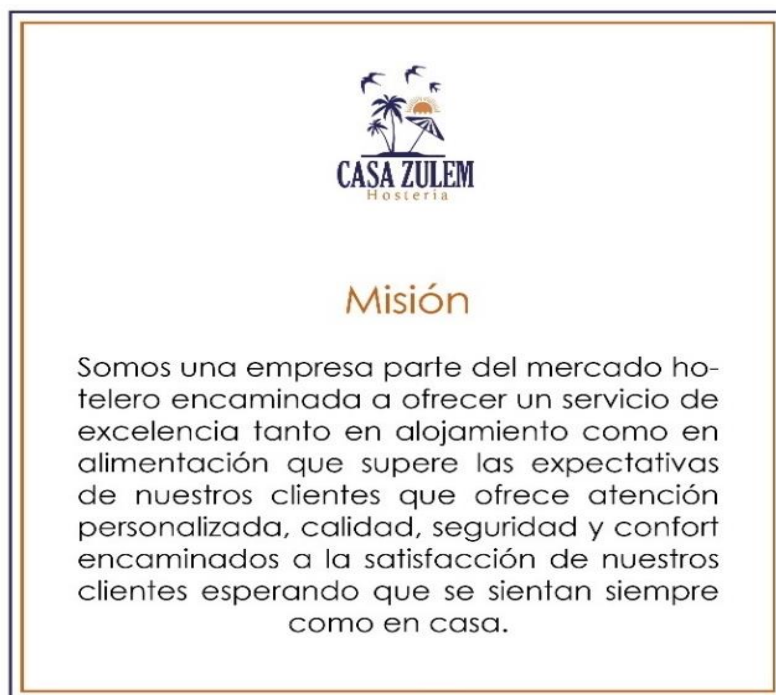 CASA ZULEM
Hosteria
Misión
Somos una empresa parte del mercado ho-
telero encaminada a ofrecer un servicio de
excelencia tanto en alojamiento como en
alimentación que supere las expectativas
de nuestros clientes que ofrece atención
personalizada, calidad, seguridad y confort
encaminados a la satisfacción de nuestros
clientes esperando que se sientan siempre
como en casa.